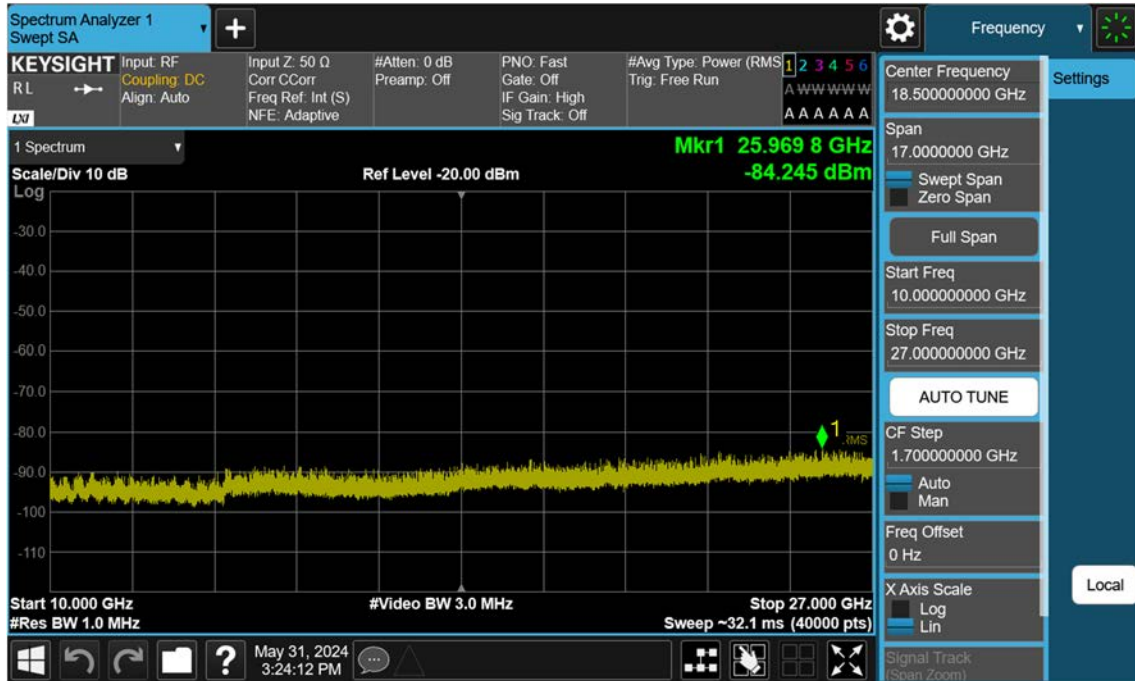 Spectrum Analyzer 1
Swept SA
Frequency
KEYSIGHT
R L
LXI
Input: RF
Coupling: DC
Align: Auto
Input Z: 50 Ω
Corr CCorr
Freq Ref: Int (S)
NFE: Adaptive
#Atten: 0 dB
Preamp: Off
PNO: Fast
Gate: Off
IF Gain: High
Sig Track: Off
#Avg Type: Power (RMS
Trig: Free Run
1 2 3 4 5 6
A W W W W W
A A A A A A
1 Spectrum
Mkr1 25.969 8 GHz
Scale/Div 10 dB
Ref Level -20.00 dBm
-84.245 dBm
Log
-30.0
-40.0
-50.0
-60.0
-70.0
-80.0
-90.0
-100
-110
1
RMS
Start 10.000 GHz
#Video BW 3.0 MHz
Stop 27.000 GHz
#Res BW 1.0 MHz
Sweep ~32.1 ms (40000 pts)
Center Frequency
18.500000000 GHz
Settings
Span
17.0000000 GHz
Swept Span
Zero Span
Full Span
Start Freq
10.000000000 GHz
Stop Freq
27.000000000 GHz
AUTO TUNE
CF Step
1.700000000 GHz
Auto
Man
Freq Offset
0 Hz
X Axis Scale
Log
Lin
Local
Signal Track
(Span Zoom)
?
May 31, 2024
3:24:12 PM